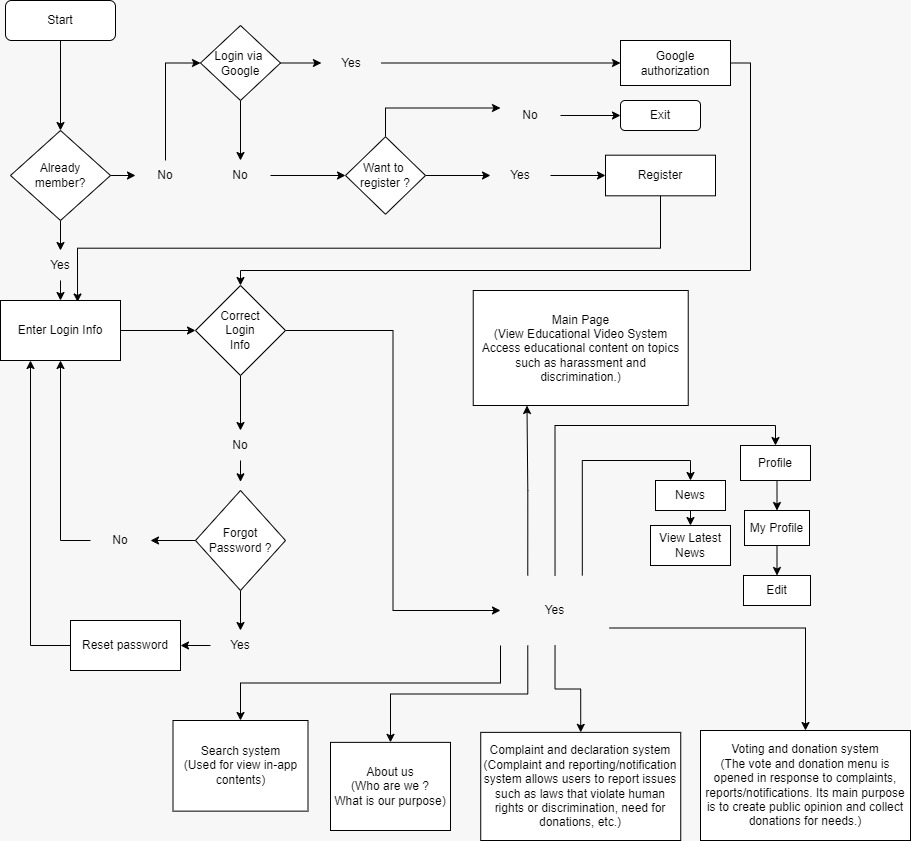 Start
Login via
Google
Yes
Google
authorization
No
Exit
Already
member?
No
No
Want to
register ?
Yes
Register
Yes
Enter Login Info
Correct
Login
Info
Main Page
(View Educational Video System
Access educational content on topics
such as harassment and
discrimination.)
No
Profile
News
My Profile
View Latest
News
Forgot
Password ?
No
Edit
Yes
Reset password
Yes
Search system
(Used for view in-app
contents)
About us
(Who are we ?
What is our purpose)
Complaint and declaration system
(Complaint and reporting/notification
system allows users to report issues
such as laws that violate human
rights or discrimination, need for
donations, etc.)
Voting and donation system
(The vote and donation menu is
opened in response to complaints,
reports/notifications. Its main purpose
is to create public opinion and collect
donations for needs.)